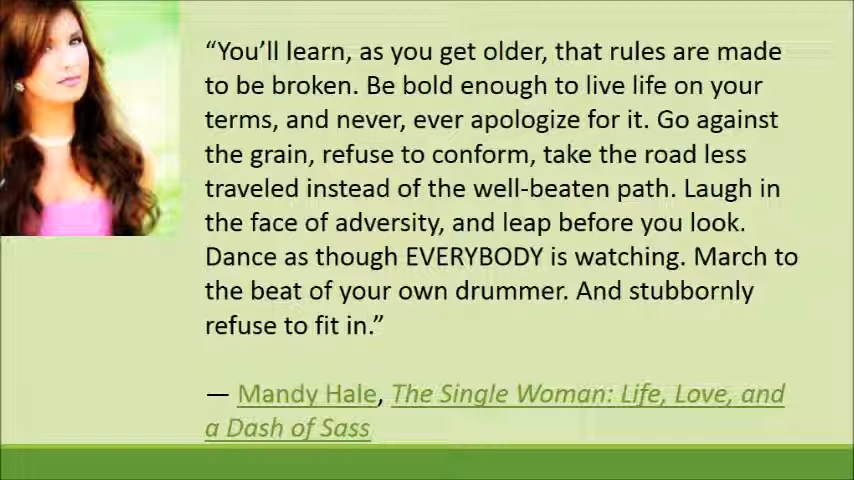 “You’ll learn, as you get older, that rules are made
to be broken. Be bold enough to live life on your
terms, and never, ever apologize for it. Go against
the grain, refuse to conform, take the road less
traveled instead of the well-beaten path. Laugh in
the face of adversity, and leap before you look.
Dance as though EVERYBODY is watching. March to
the beat of your own drummer. And stubbornly
refuse to fit in.”
— Mandy Hale, The Single Woman: Life, Love, and
a Dash of Sass